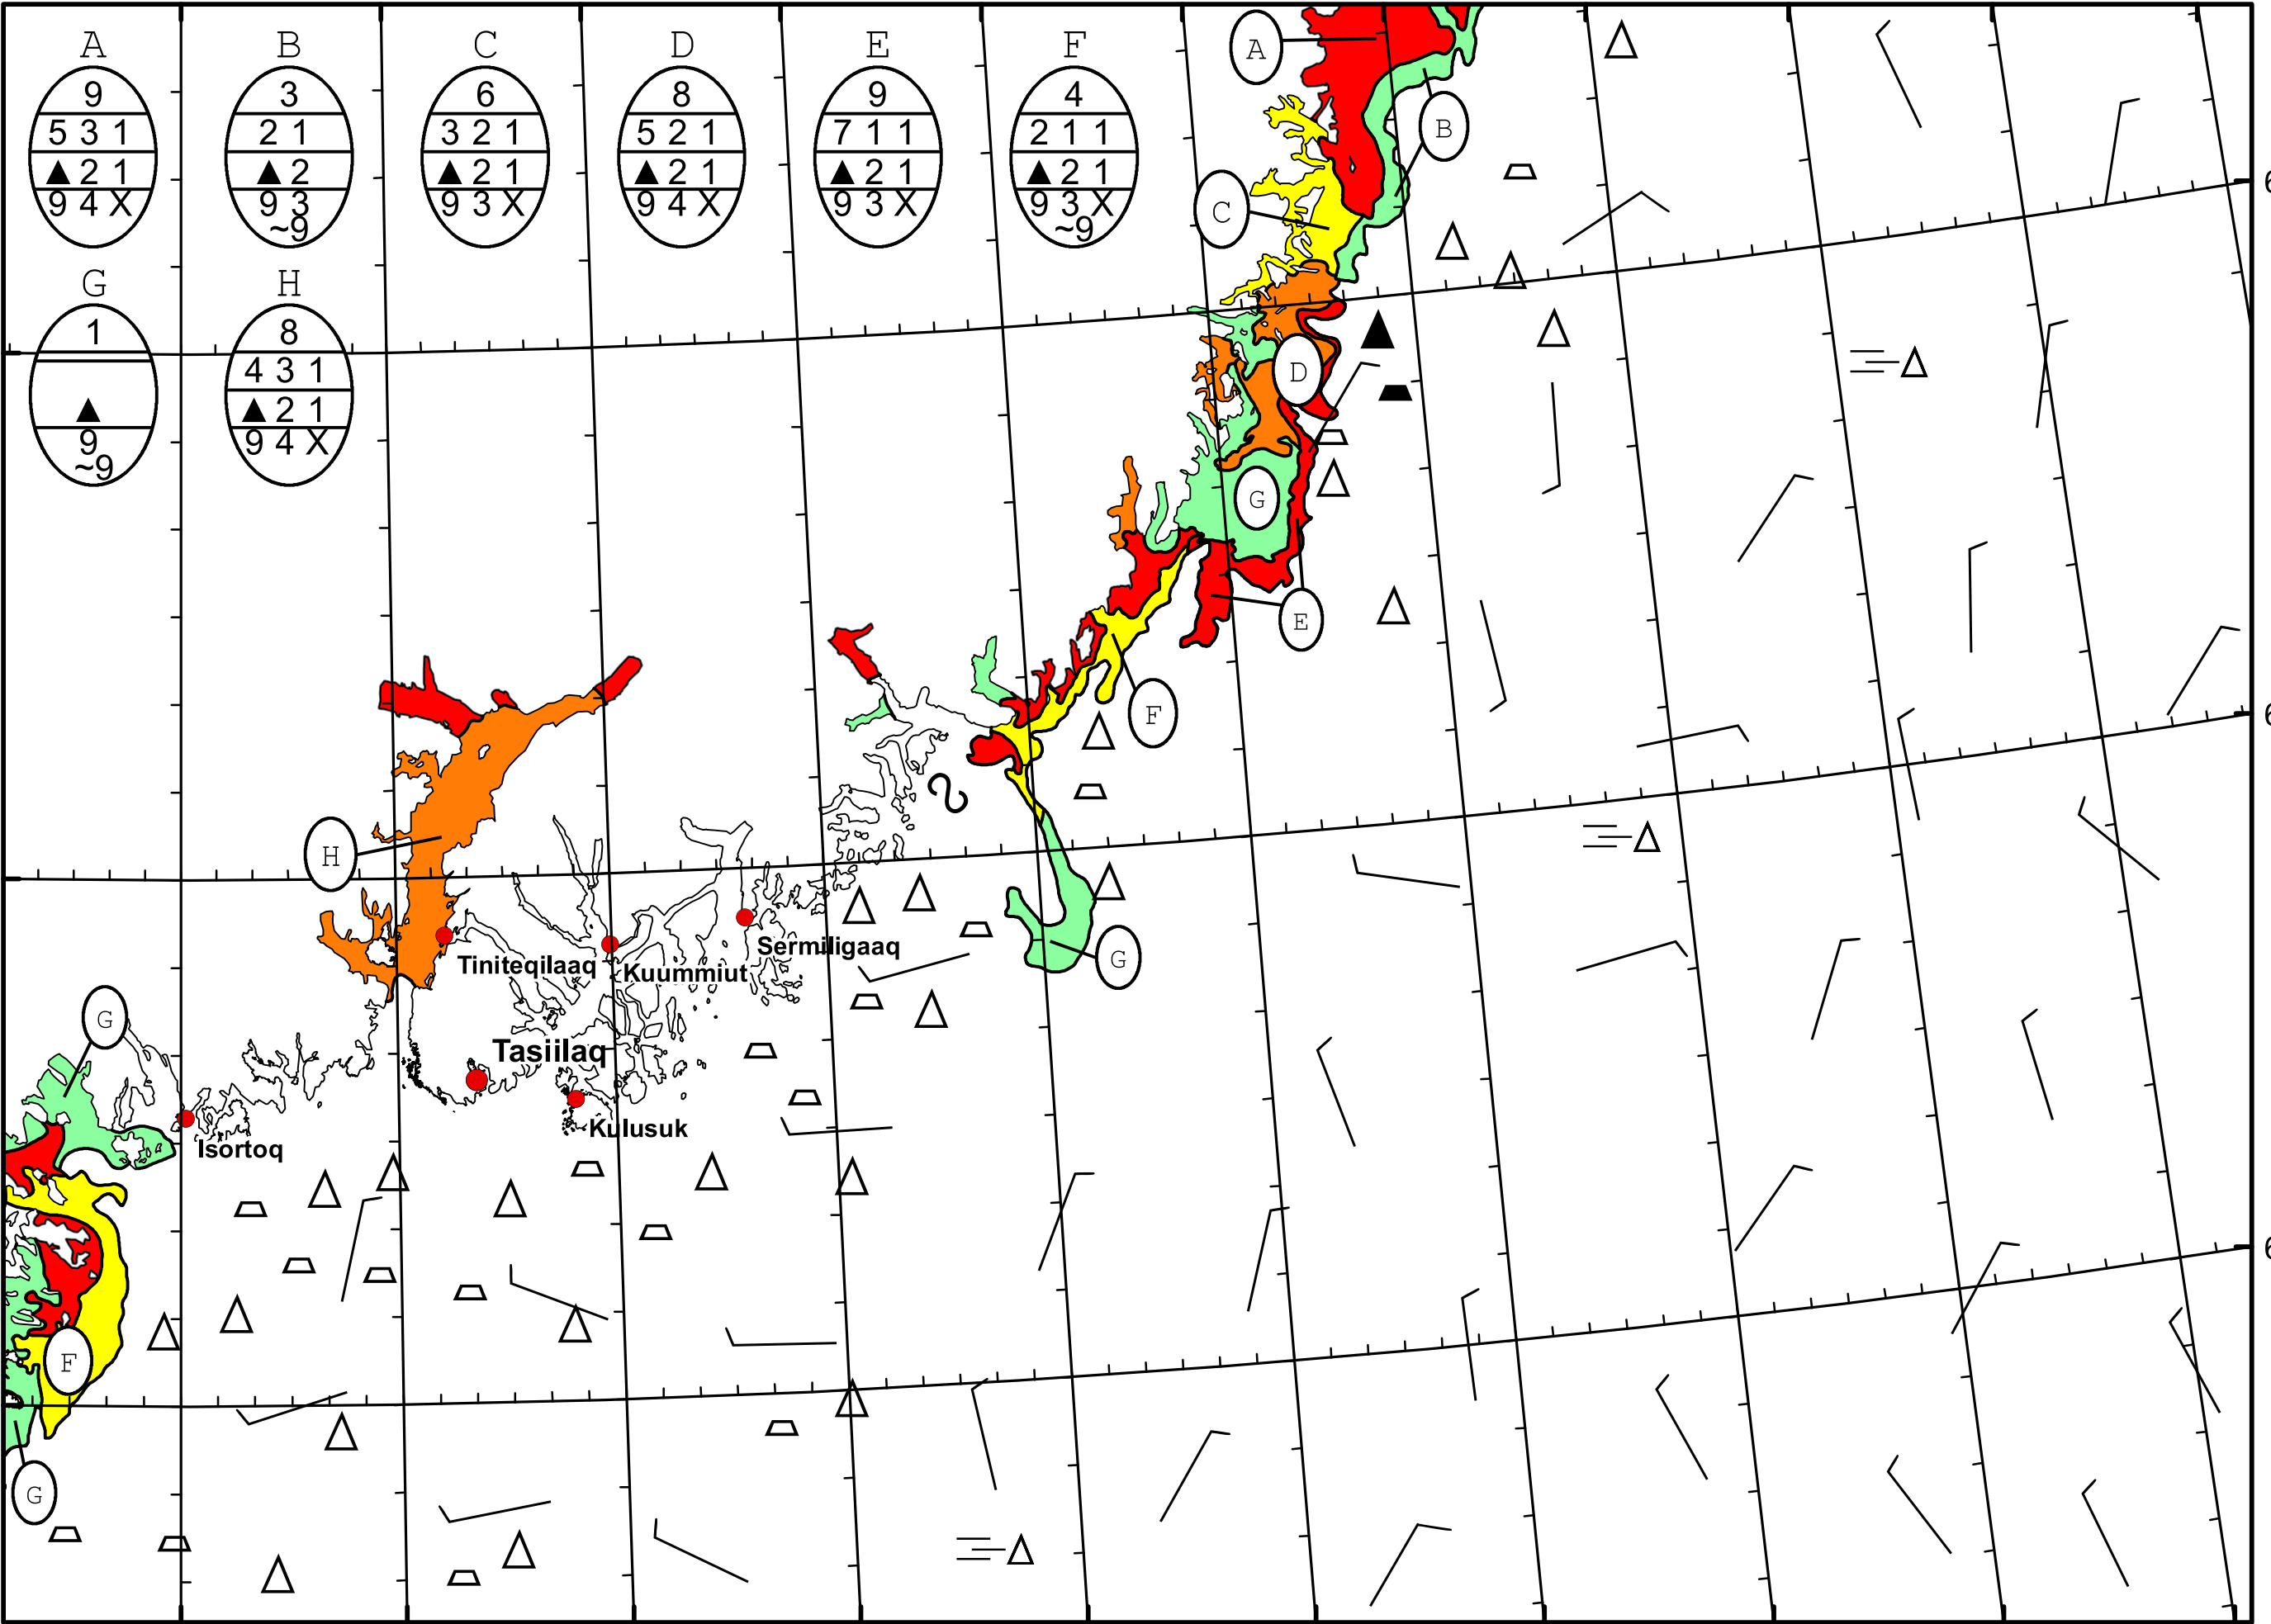 A B C D E F
9 3 6 8 9 4
5 3 1 2 1 3 2 1 5 2 1 7 1 1 2 1 1
▲ 2 1 ▲ 2 ▲ 2 1 ▲ 2 1 ▲ 2 1 ▲ 2 1
9 4 X 9 3 9 3 X 9 4 X 9 3 X 9 3 X
~9 ~9
G H
1 8
4 3 1
▲ ▲ 2 1
9 9 4 X
~9
A
B
C
D
G
E
F
H
G
G
F
G
Sermiligaaq
Tiniteqilaaq
Kuummiut
Tasiilaq
Kulusuk
Isortoq
6
6
6